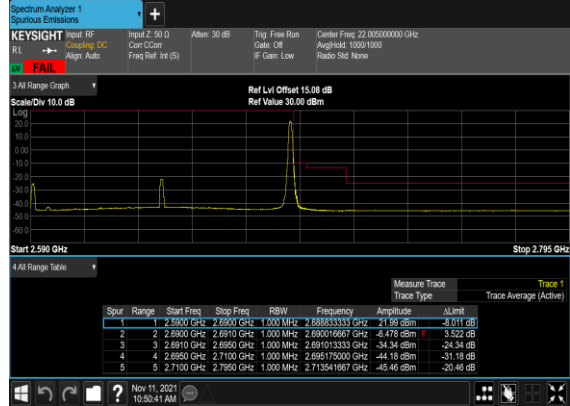 Spectrum Analyzer 1
Spurious Emissions
+
KEYSIGHT Input: RF Input Z: 50 Ω Atten: 30 dB Trig: Free Run Center Freq: 22.005000000 GHz
RL Coupling: DC Corr CCorr Gate: Off Avg|Hold: 1000/1000
Align: Auto Freq Ref: Int (S) IF Gain: Low Radio Std: None
LU FAIL
3 All Range Graph
Ref Lvl Offset 15.08 dB
Scale/Div 10.0 dB Ref Value 30.00 dBm
Log
20.0
10.0
0.00
-10.0
-20.0
-30.0
-40.0
-50.0
-60.0
Start 2.590 GHz Stop 2.795 GHz
4 All Range Table
Measure Trace Trace 1
Trace Type Trace Average (Active)
Spur Range Start Freq Stop Freq RBW Frequency Amplitude ΔLimit
1 1 2.5900 GHz 2.6900 GHz 1.000 MHz 2.688833333 GHz 21.99 dBm -8.011 dB
2 2 2.6900 GHz 2.6910 GHz 1.000 MHz 2.690016667 GHz -6.478 dBm F 3.522 dB
3 3 2.6910 GHz 2.6950 GHz 1.000 MHz 2.691013333 GHz -34.34 dBm -24.34 dB
4 4 2.6950 GHz 2.7100 GHz 1.000 MHz 2.695175000 GHz -44.18 dBm -31.18 dB
5 5 2.7100 GHz 2.7950 GHz 1.000 MHz 2.713541667 GHz -45.46 dBm -20.46 dB
? Nov 11, 2021
10:50:41 AM